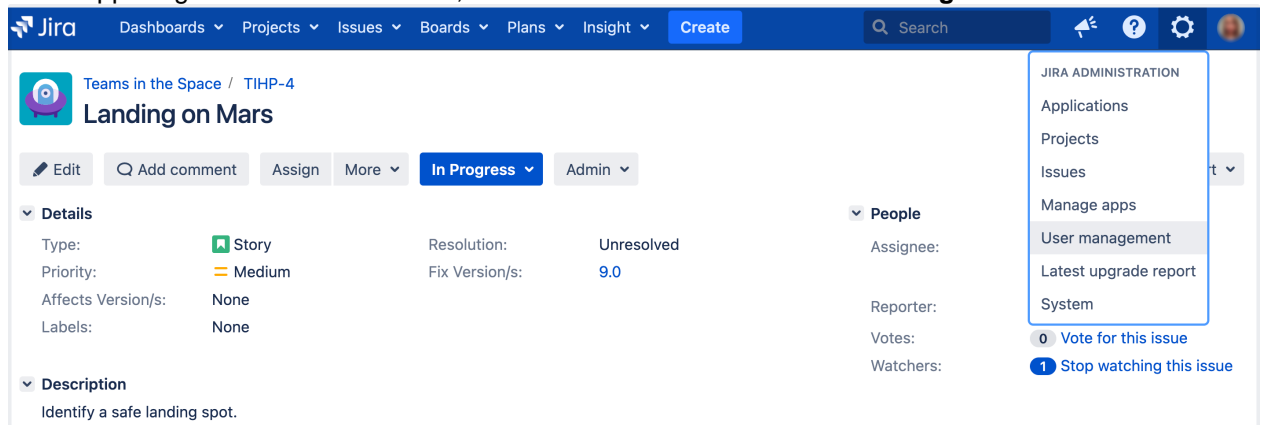 Jira Dashboards Projects Issues Boards Plans Insight Create Search
Teams in the Space / TIHP-4
Landing on Mars
JIRA ADMINISTRATION
Applications
Projects
Issues
Manage apps
User management
Latest upgrade report
System
Edit Add comment Assign More In Progress Admin
Details
Type: Story Resolution: Unresolved
Priority: Medium Fix Version/s: 9.0
Affects Version/s: None
Labels: None
Description
Identify a safe landing spot.
People
Assignee:
Reporter:
Votes: 0 Vote for this issue
Watchers: 1 Stop watching this issue